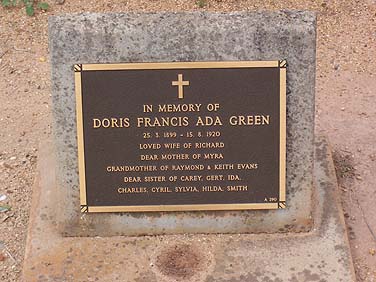 IN MEMORY OF
DORIS FRANCIS ADA GREEN
25. 3. 1899 - 15. 8. 1920
LOVED WIFE OF RICHARD
DEAR MOTHER OF MYRA
GRANDMOTHER OF RAYMOND & KEITH EVANS
DEAR SISTER OF CAREY, GERT, IDA,
CHARLES, CYRIL, SYLVIA, HILDA, SMITH
A 290